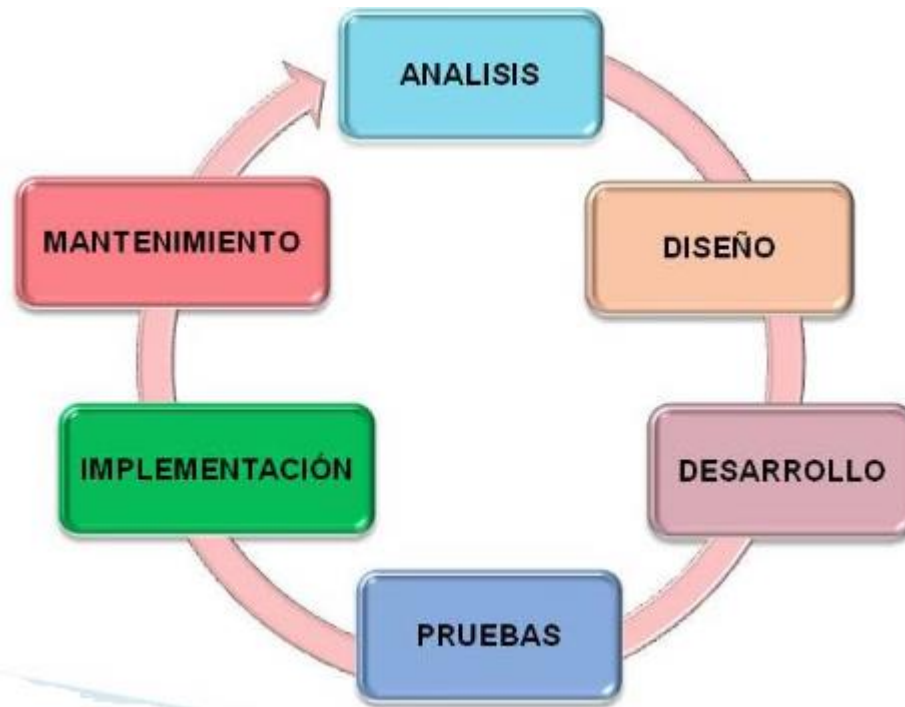 ANALISIS
DISEÑO
DESARROLLO
PRUEBAS
IMPLEMENTACIÓN
MANTENIMIENTO